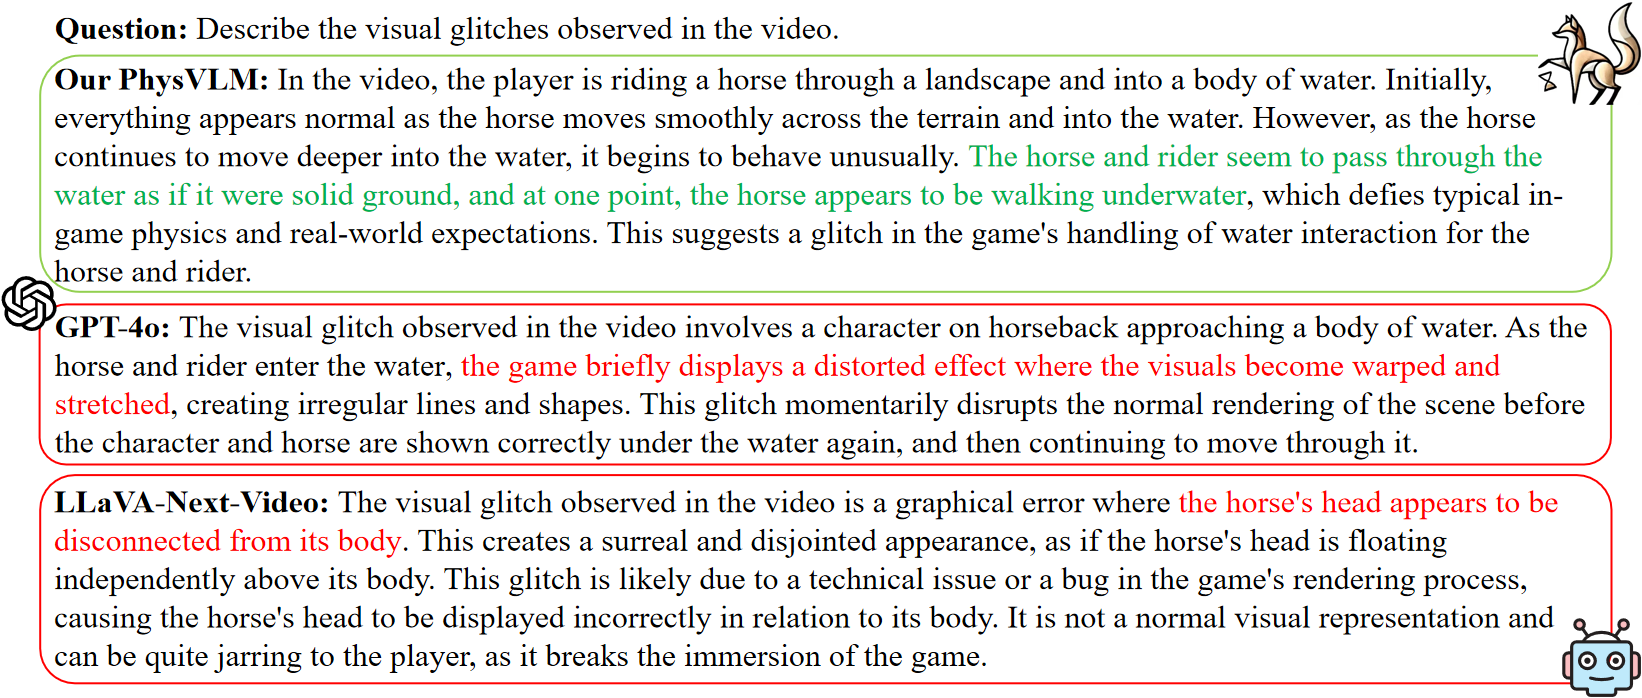 Question: Describe the visual glitches observed in the video.
Our PhysVLM: In the video, the player is riding a horse through a landscape and into a body of water. Initially,
everything appears normal as the horse moves smoothly across the terrain and into the water. However, as the horse
continues to move deeper into the water, it begins to behave unusually. The horse and rider seem to pass through the
water as if it were solid ground, and at one point, the horse appears to be walking underwater, which defies typical in-
game physics and real-world expectations. This suggests a glitch in the game's handling of water interaction for the
horse and rider.
GPT-4o: The visual glitch observed in the video involves a character on horseback approaching a body of water. As the
horse and rider enter the water, the game briefly displays a distorted effect where the visuals become warped and
stretched, creating irregular lines and shapes. This glitch momentarily disrupts the normal rendering of the scene before
the character and horse are shown correctly under the water again, and then continuing to move through it.
LLaVA-Next-Video: The visual glitch observed in the video is a graphical error where the horse's head appears to be
disconnected from its body. This creates a surreal and disjointed appearance, as if the horse's head is floating
independently above its body. This glitch is likely due to a technical issue or a bug in the game's rendering process,
causing the horse's head to be displayed incorrectly in relation to its body. It is not a normal visual representation and
can be quite jarring to the player, as it breaks the immersion of the game.